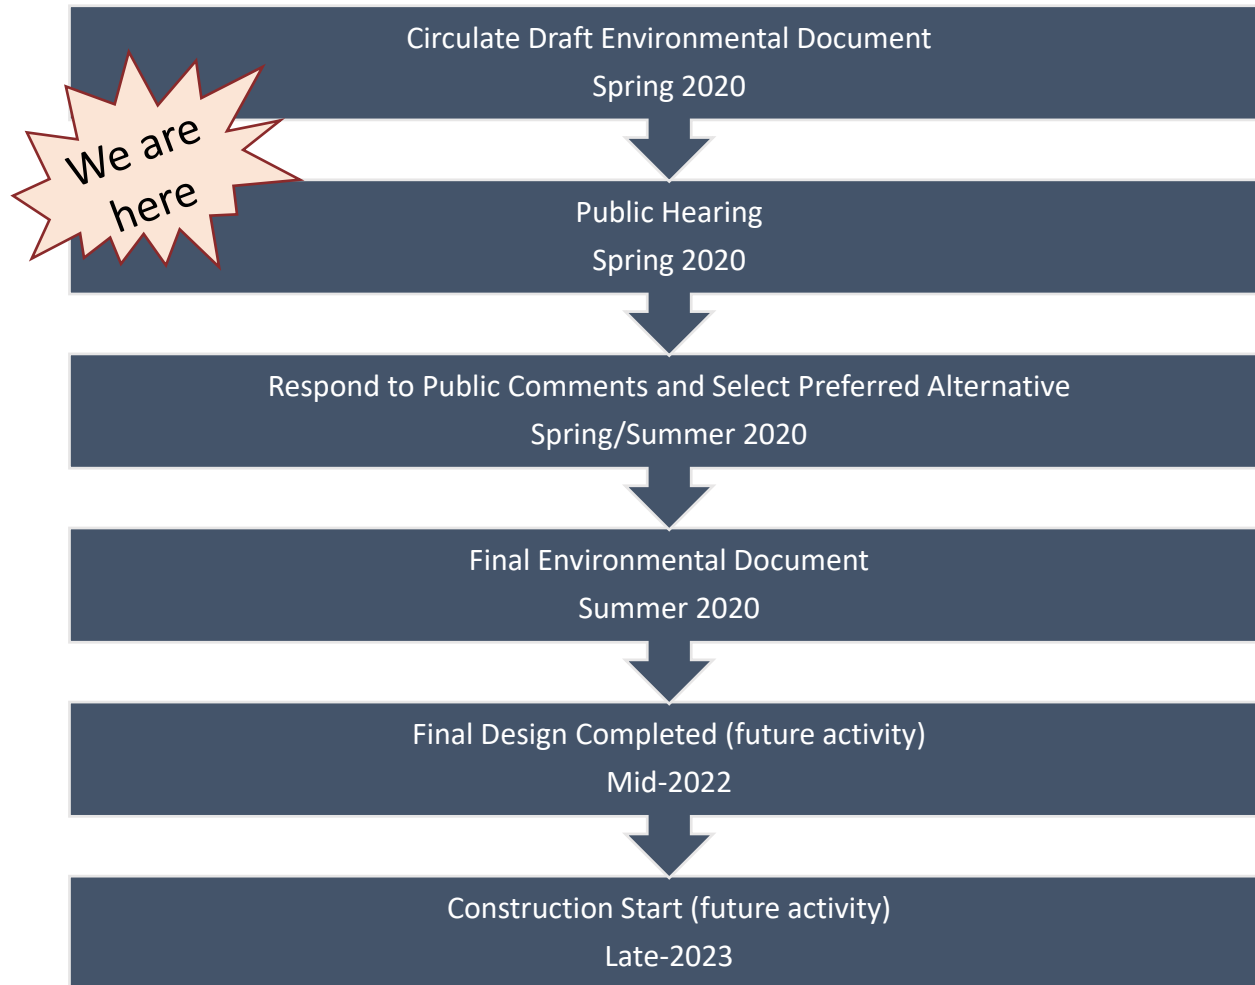 Circulate Draft Environmental Document
Spring 2020
We are
here
Public Hearing
Spring 2020
Respond to Public Comments and Select Preferred Alternative
Spring/Summer 2020
Final Environmental Document
Summer 2020
Final Design Completed (future activity)
Mid-2022
Construction Start (future activity)
Late-2023